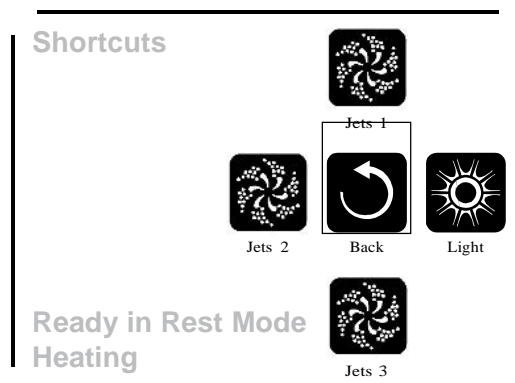 Shortcuts
Jets 1
Jets 2
Back
Light
Ready in Rest Mode
Heating
Jets 3